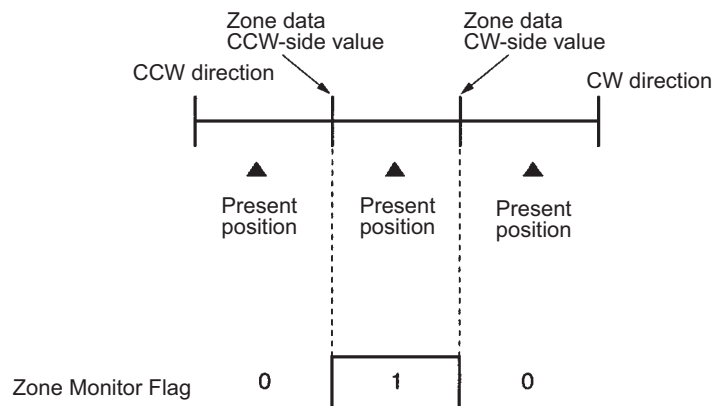 Zone data
CCW-side value
Zone data
CW-side value
CCW direction
CW direction
Present
position
Present
position
Present
position
Zone Monitor Flag
0
1
0